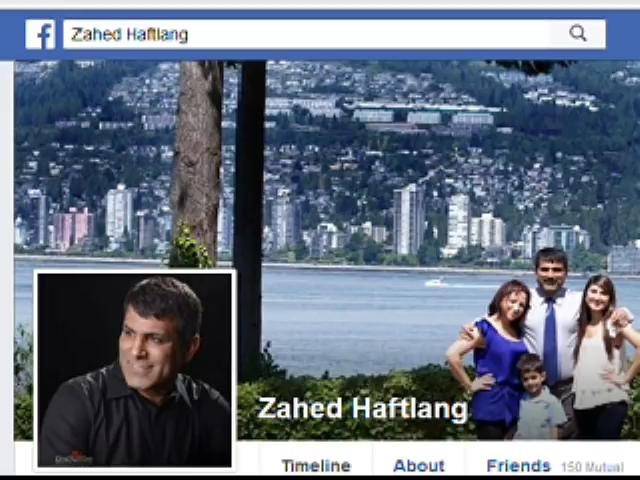 f Zahed Haftlang
Zahed Haftlang
Timeline About Friends 150 Mutual